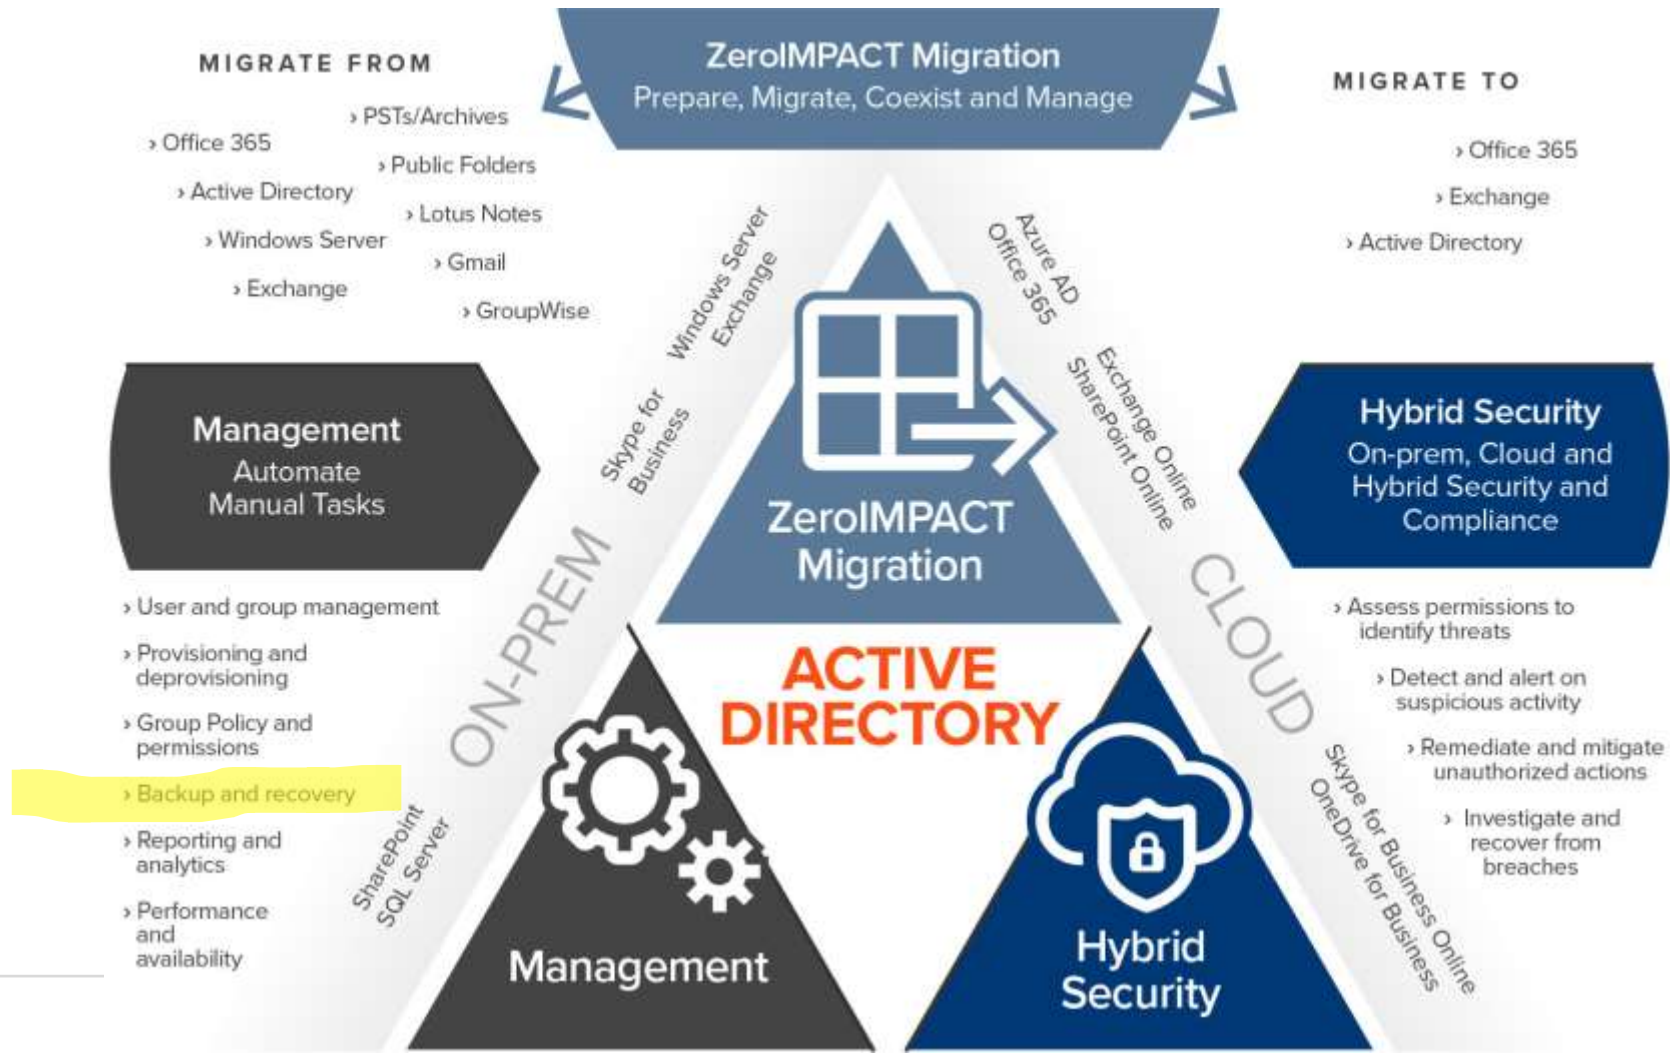 ZeroIMPACT Migration
Prepare, Migrate, Coexist and Manage
MIGRATE FROM
› Office 365
› Active Directory
› Windows Server
› Exchange
› PSTs/Archives
› Public Folders
› Lotus Notes
› Gmail
› GroupWise
MIGRATE TO
› Office 365
› Exchange
› Active Directory
Management
Automate
Manual Tasks
› User and group management
› Provisioning and
deprovisioning
› Group Policy and
permissions
› Backup and recovery
› Reporting and
analytics
› Performance
and
availability
ON-PREM
Windows Server
Exchange
Skype for
Business
SharePoint
SQL Server
ZeroIMPACT
Migration
ACTIVE
DIRECTORY
Management
Hybrid
Security
CLOUD
Azure AD
Office 365
Exchange Online
SharePoint Online
Skype for Business Online
OneDrive for Business
Hybrid Security
On-prem, Cloud and
Hybrid Security and
Compliance
› Assess permissions to
identify threats
› Detect and alert on
suspicious activity
› Remediate and mitigate
unauthorized actions
› Investigate and
recover from
breaches